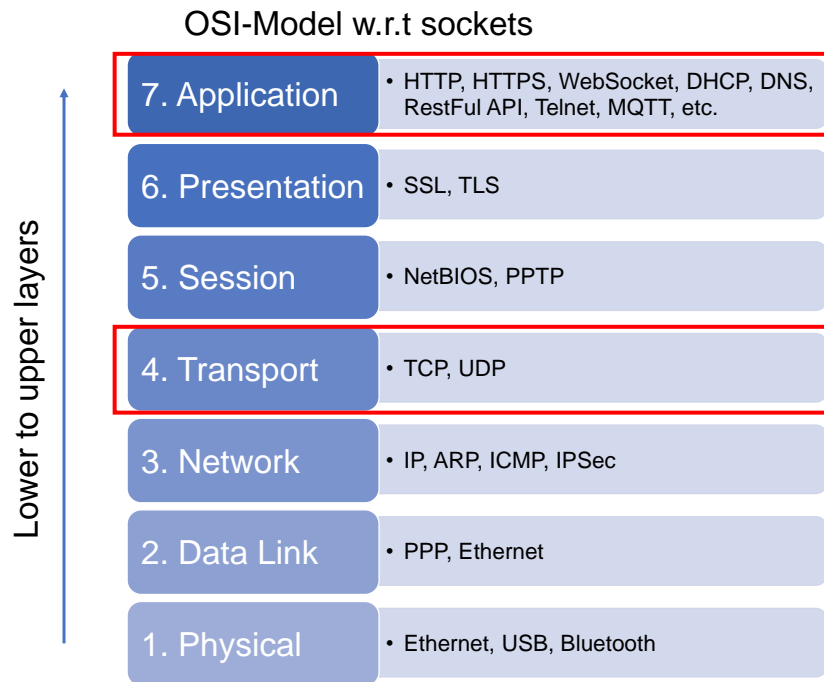 OSI-Model w.r.t sockets
Lower to upper layers
7. Application
• HTTP, HTTPS, WebSocket, DHCP, DNS,
RestFul API, Telnet, MQTT, etc.
6. Presentation
• SSL, TLS
5. Session
• NetBIOS, PPTP
4. Transport
• TCP, UDP
3. Network
• IP, ARP, ICMP, IPSec
2. Data Link
• PPP, Ethernet
1. Physical
• Ethernet, USB, Bluetooth